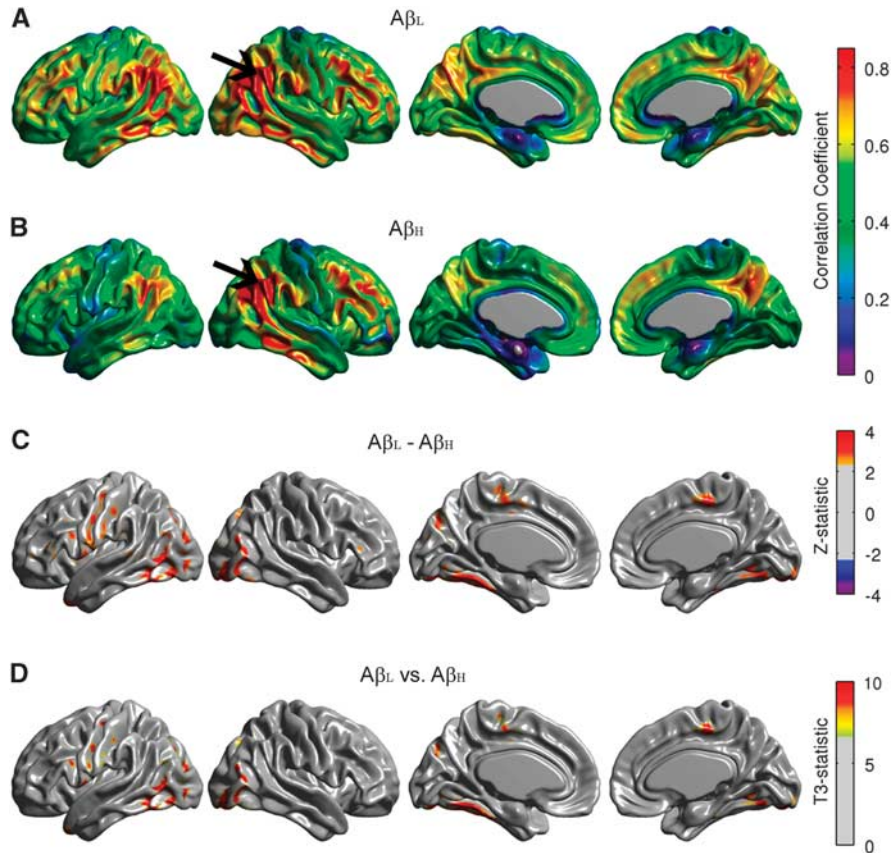 A
AβL
0.8
0.6
0.4
0.2
0
Correlation Coefficient
B
AβH
C
AβL - AβH
4
2
0
-2
-4
Z-statistic
D
AβL vs. AβH
10
5
0
T3-statistic